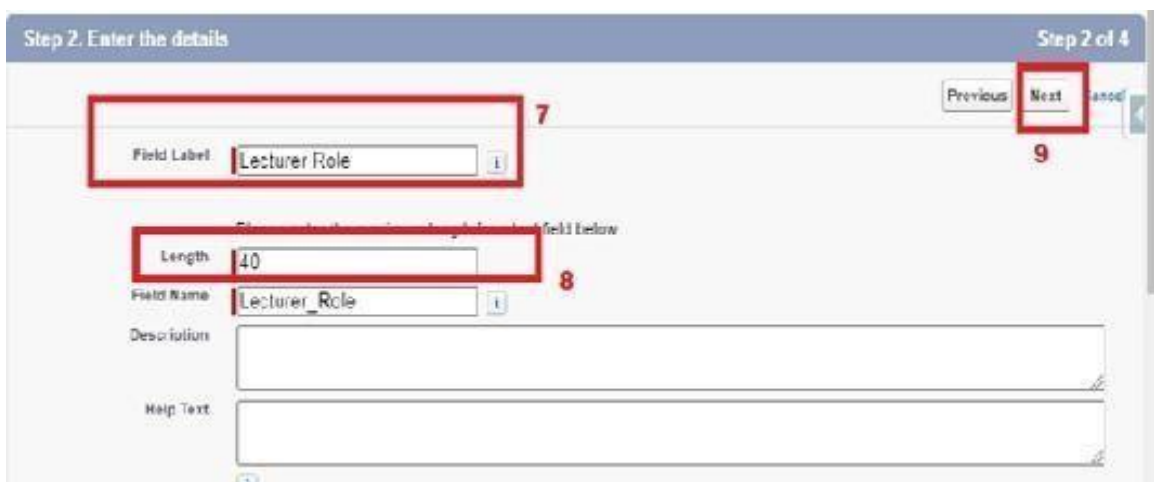 Step 2. Enter the details
Step 2 of 4
Previous Next Cancel
7
9
Field Label Lecturer Role i
field below
Length 40
8
Field Name Lecturer_Role i
Description
Help Text